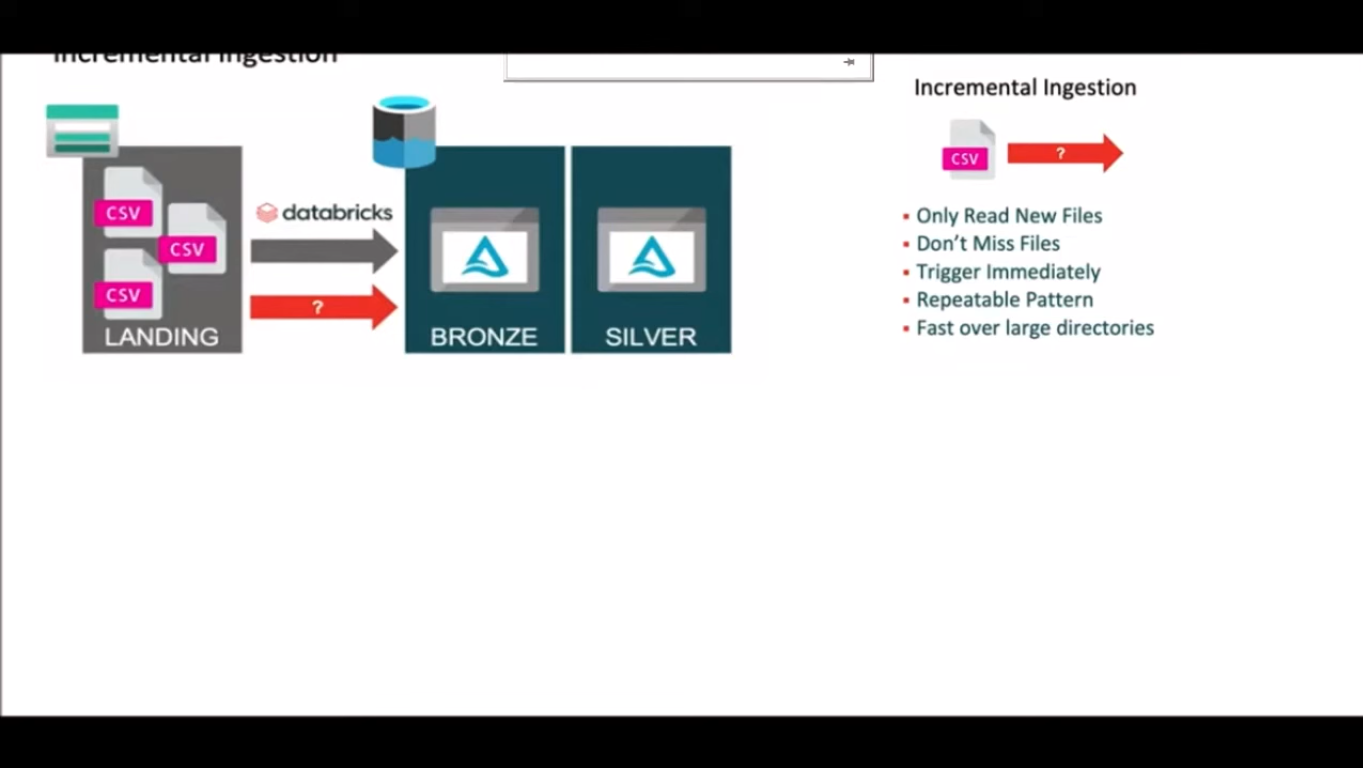 Incremental Ingestion
CSV
CSV
CSV
LANDING
databricks
?
BRONZE
SILVER
Incremental Ingestion
CSV
?
▪ Only Read New Files
▪ Don't Miss Files
▪ Trigger Immediately
▪ Repeatable Pattern
▪ Fast over large directories